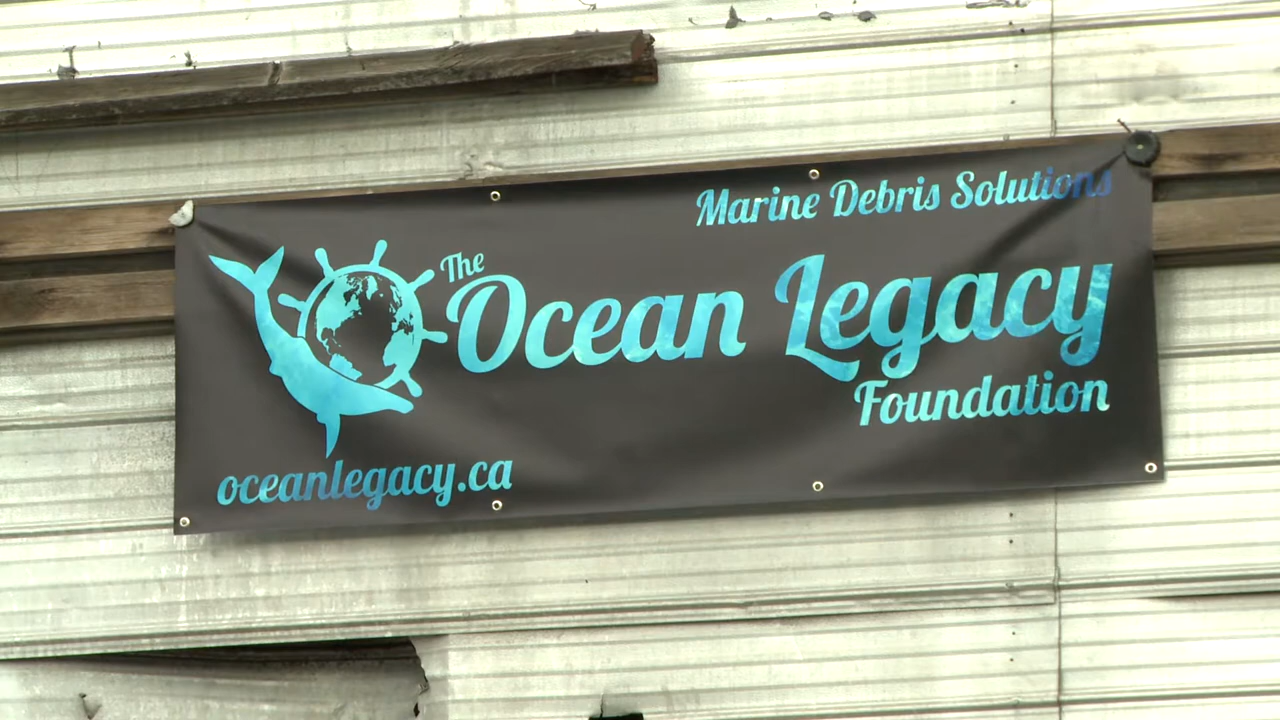 Marine Debris Solutions
The
Ocean Legacy
Foundation
oceanlegacy.ca